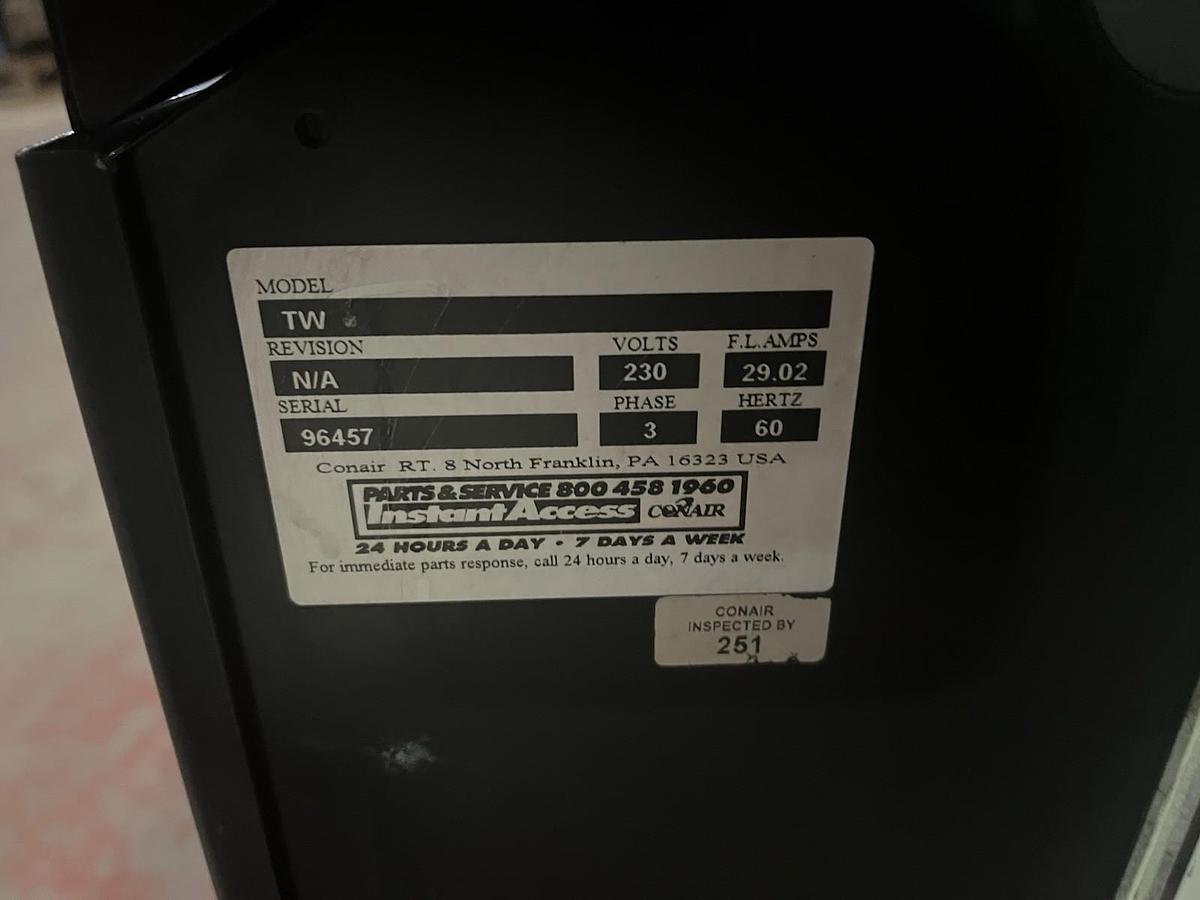 MODEL
TW
REVISION VOLTS F.L.AMPS
N/A 230 29.02
SERIAL PHASE HERTZ
96457 3 60
Conair RT. 8 North Franklin, PA 16323 USA
PARTS & SERVICE 800 458 1960
Instant Access CONAIR
24 HOURS A DAY · 7 DAYS A WEEK
For immediate parts response, call 24 hours a day, 7 days a week.
CONAIR
INSPECTED BY
251